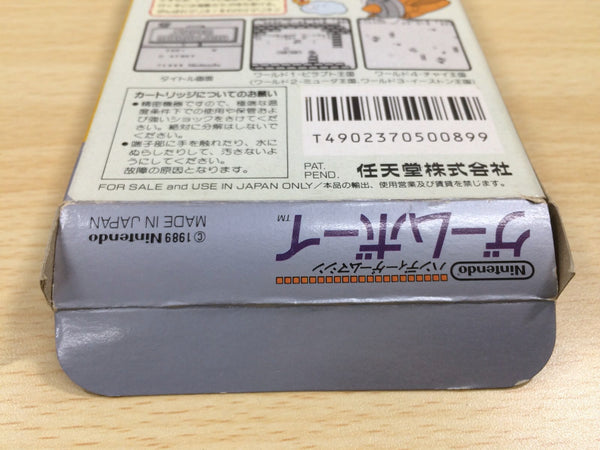 タイトル画面
ワールド1-ビラブト王国
(ワールド2-ミューダ王国、
ワールド4-チャイ王国
ワールド3-イーストン王国)
カートリッジについてのお願い
●精密機器ですので、極端な温
度条件下での使用や保管およ
び強いショックをさけてくだ
さい。絶対に分解はしないで
ください。
●端子部に手を触れたり、水に
ぬらしたりして、汚さないよ
うにしてください。
故障の原因となります。
T4902370500899
PAT.
PEND.
任天堂株式会社
FOR SALE and USE IN JAPAN ONLY/本品の輸出、使用営業及び賃貸を禁じます。
Nintendo
ハンディーゲームマシン
ゲームボーイ™
©1989 Nintendo
MADE IN JAPAN